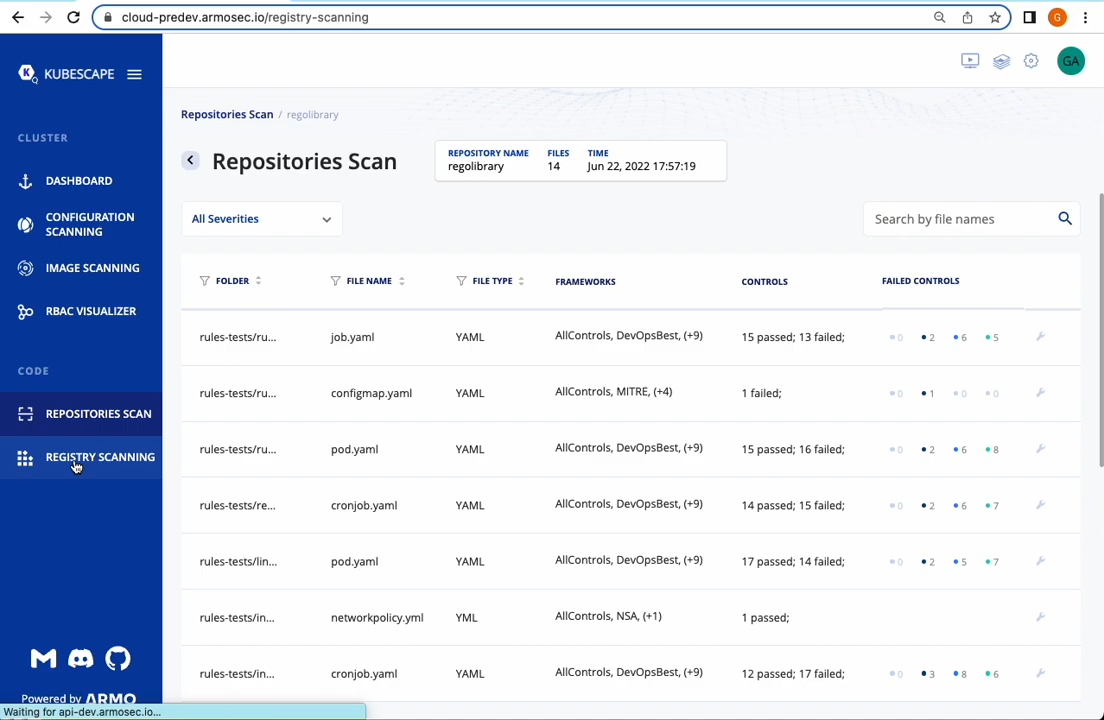 cloud-predev.armosec.io/registry-scanning
G
KUBESCAPE
GA
CLUSTER
DASHBOARD
CONFIGURATION
SCANNING
IMAGE SCANNING
RBAC VISUALIZER
CODE
REPOSITORIES SCAN
REGISTRY SCANNING
Powered by ARMO
Waiting for api-dev.armosec.io...
Repositories Scan / regolibrary
Repositories Scan
REPOSITORY NAME FILES TIME
regolibrary 14 Jun 22, 2022 17:57:19
All Severities
Search by file names
FOLDER FILE NAME FILE TYPE FRAMEWORKS CONTROLS FAILED CONTROLS
rules-tests/ru... job.yaml YAML AllControls, DevOpsBest, (+9) 15 passed; 13 failed; 0 2 6 5
rules-tests/ru... configmap.yaml YAML AllControls, MITRE, (+4) 1 failed; 0 1 0 0
rules-tests/ru... pod.yaml YAML AllControls, DevOpsBest, (+9) 15 passed; 16 failed; 0 2 6 8
rules-tests/re... cronjob.yaml YAML AllControls, DevOpsBest, (+9) 14 passed; 15 failed; 0 2 6 7
rules-tests/lin... pod.yaml YAML AllControls, DevOpsBest, (+9) 17 passed; 14 failed; 0 2 5 7
rules-tests/in... networkpolicy.yml YML AllControls, NSA, (+1) 1 passed;
rules-tests/in... cronjob.yaml YAML AllControls, DevOpsBest, (+9) 12 passed; 17 failed; 0 3 8 6